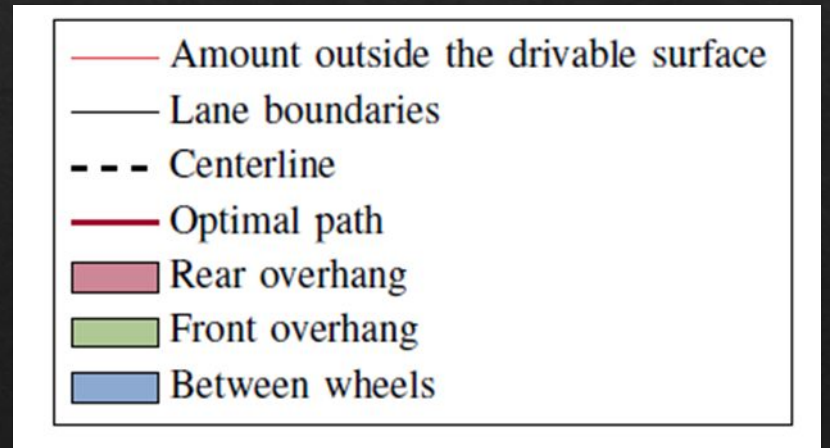 Amount outside the drivable surface
Lane boundaries
Centerline
Optimal path
Rear overhang
Front overhang
Between wheels